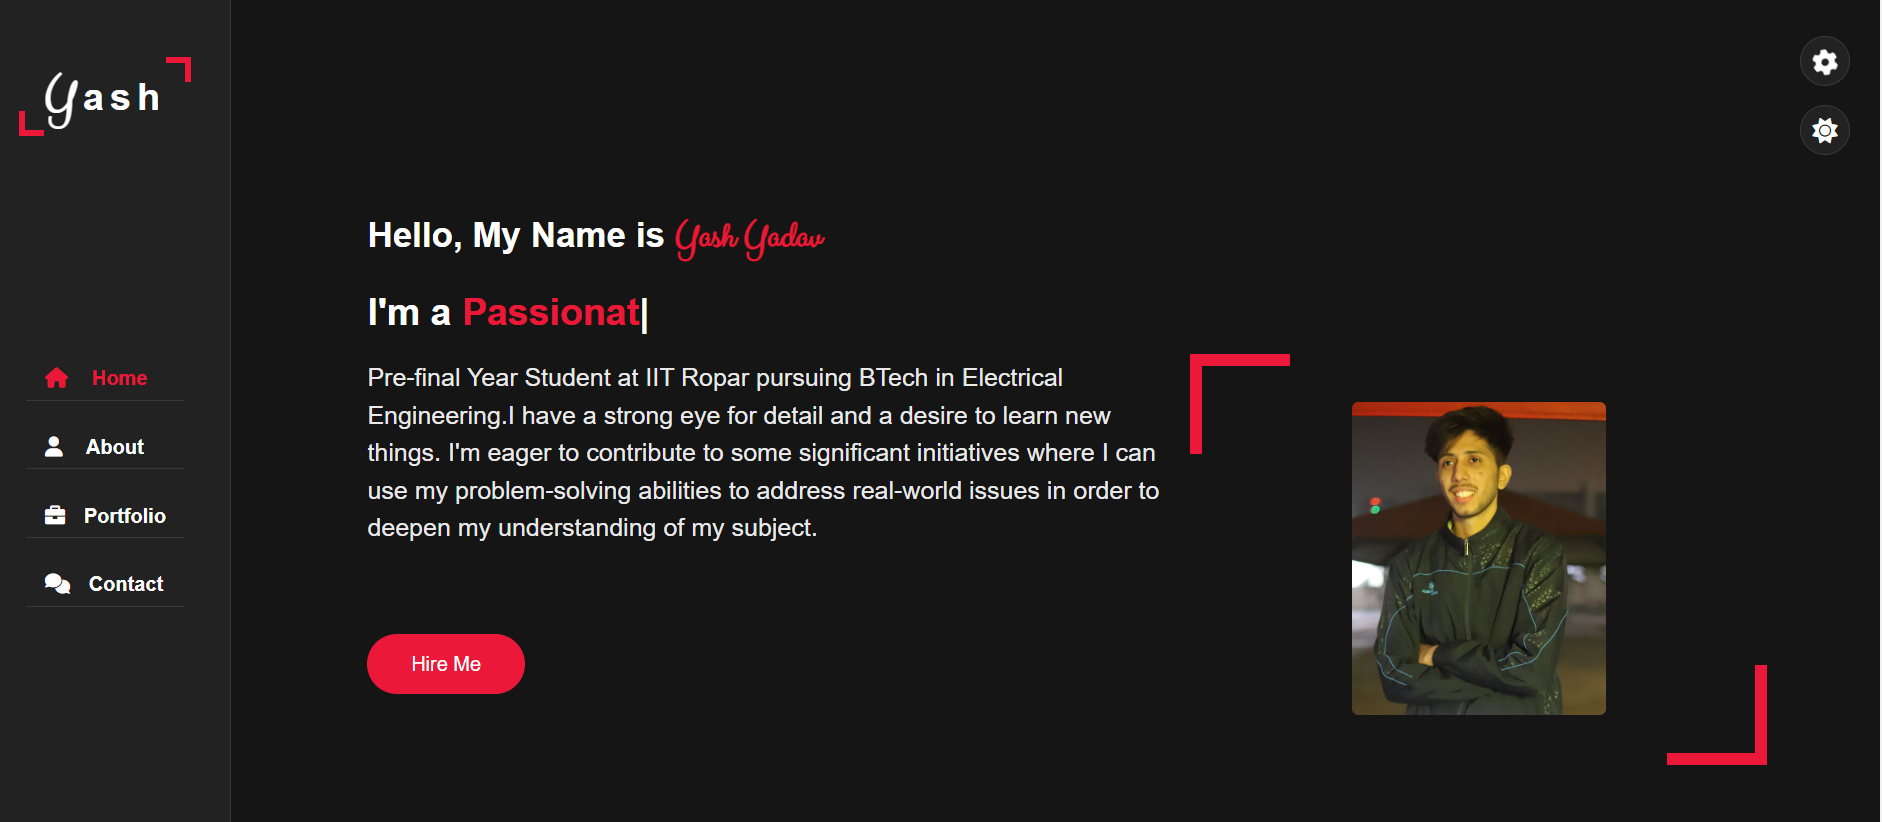 Yash
Home
About
Portfolio
Contact
Hello, My Name is Yash Yadav
I'm a Passionat|
Pre-final Year Student at IIT Ropar pursuing BTech in Electrical
Engineering.I have a strong eye for detail and a desire to learn new
things. I'm eager to contribute to some significant initiatives where I can
use my problem-solving abilities to address real-world issues in order to
deepen my understanding of my subject.
Hire Me